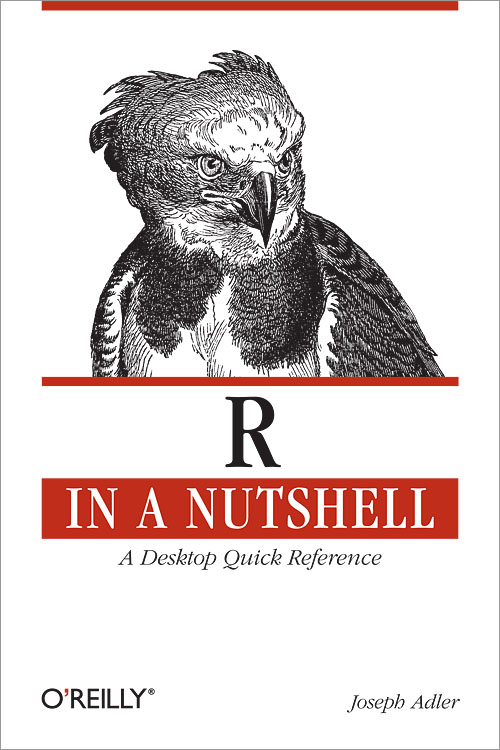 R
IN A NUTSHELL
A Desktop Quick Reference
O'REILLY®
Joseph Adler